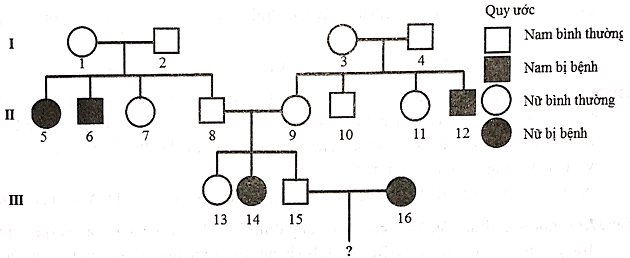 Quy ước
I
1
2
3
4
Nam bình thường
Nam bị bệnh
II
5
6
7
8
9
10
11
12
Nữ bình thường
Nữ bị bệnh
III
13
14
15
16
?